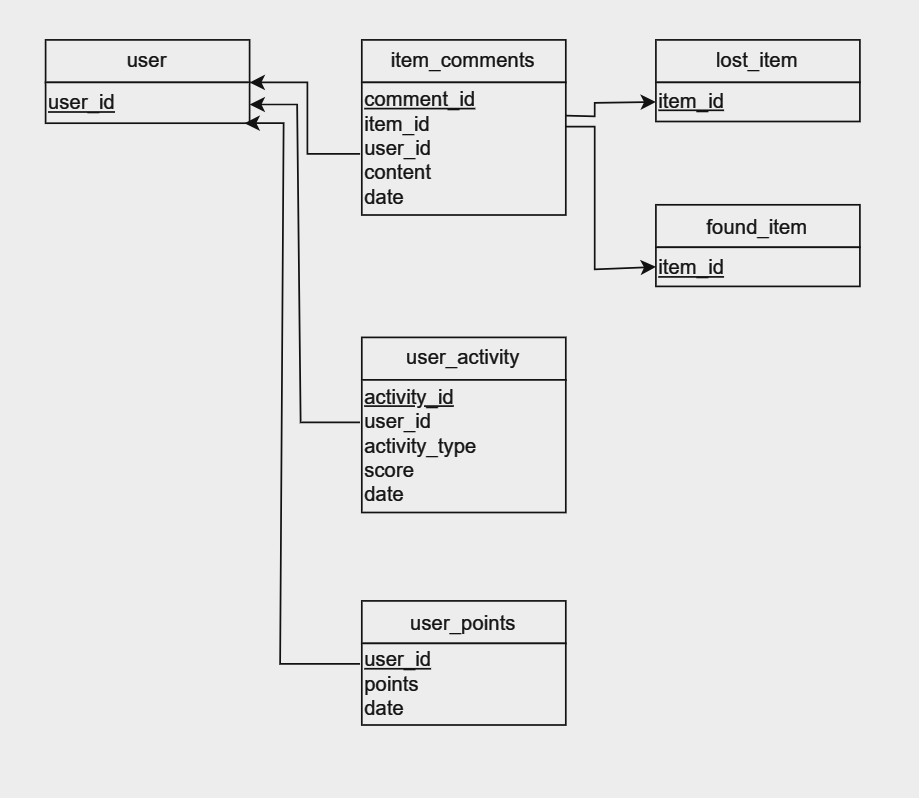 user
user_id
item_comments
comment_id
item_id
user_id
content
date
lost_item
item_id
found_item
item_id
user_activity
activity_id
user_id
activity_type
score
date
user_points
user_id
points
date